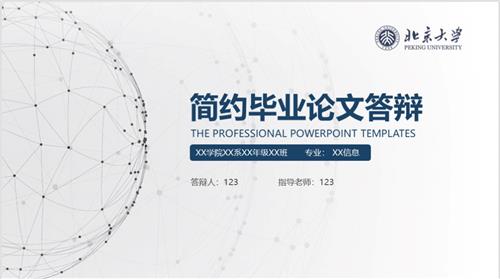 北京大学
PEKING UNIVERSITY
简约毕业论文答辩
THE PROFESSIONAL POWERPOINT TEMPLATES
XX学院XX系XX年级XX班 专业： XX信息
答辩人：123 指导老师：123